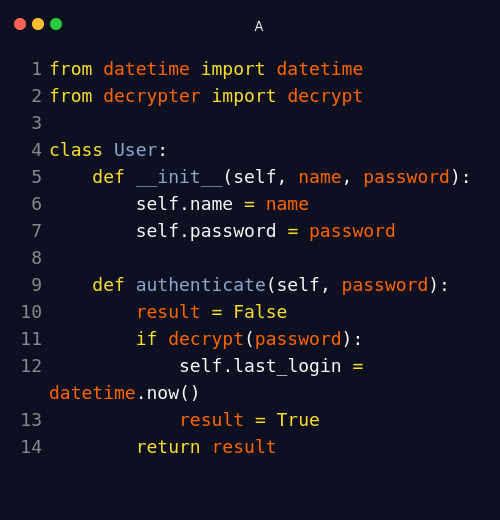 A
1 from datetime import datetime
2 from decrypter import decrypt
3
4 class User:
5     def __init__(self, name, password):
6         self.name = name
7         self.password = password
8
9     def authenticate(self, password):
10         result = False
11         if decrypt(password):
12             self.last_login =
datetime.now()
13             result = True
14         return result